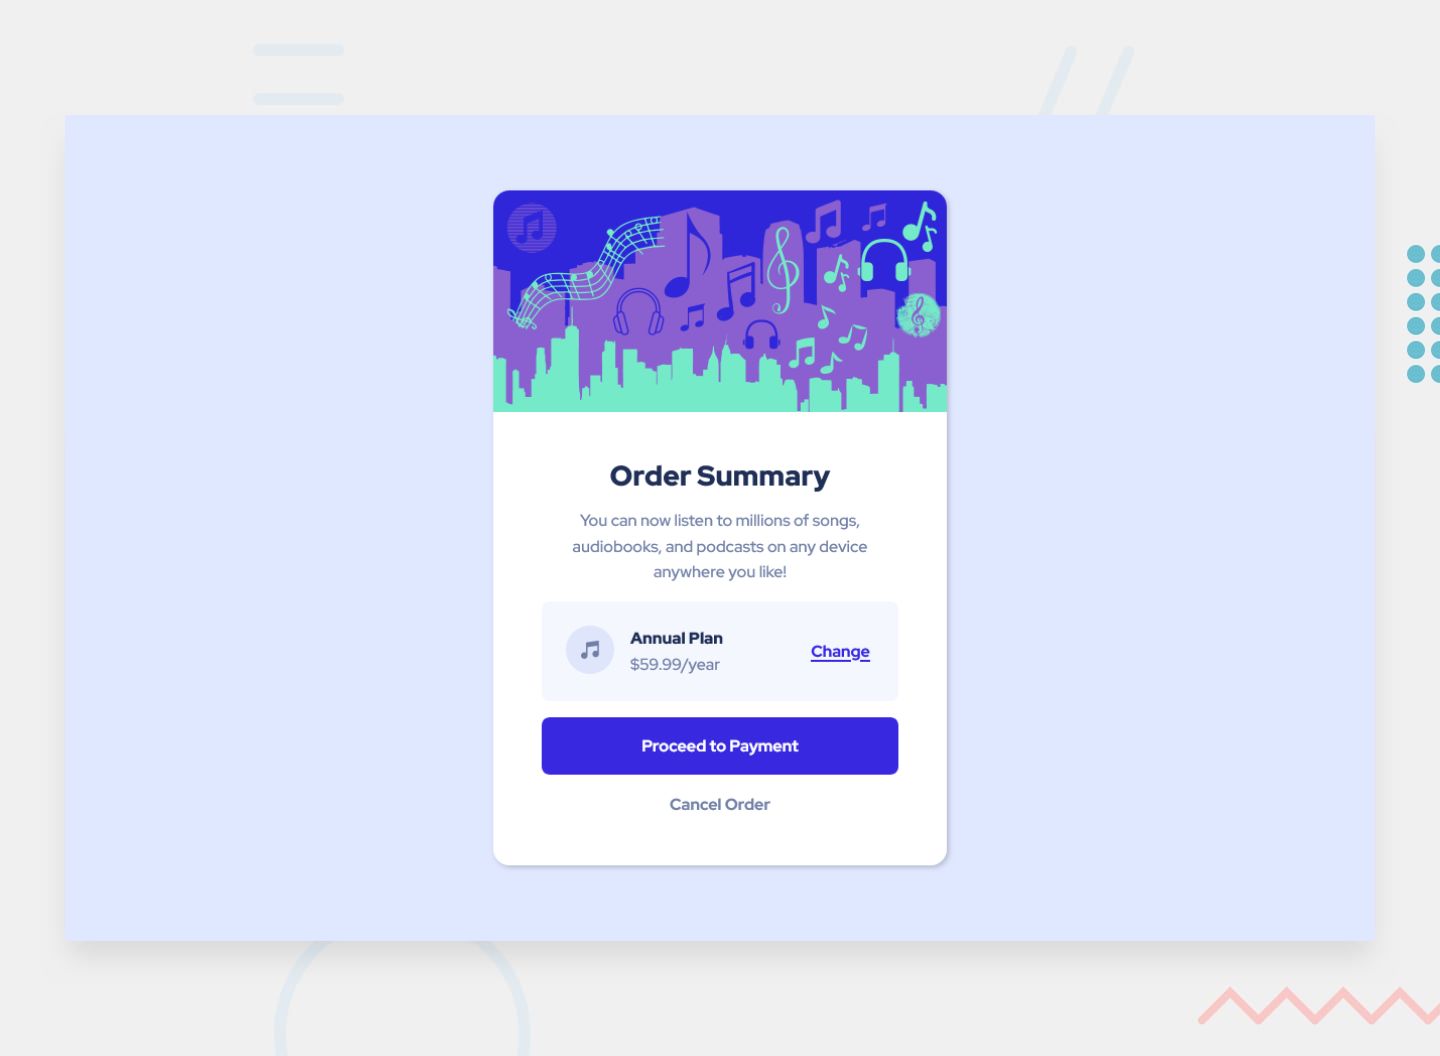 Order Summary
You can now listen to millions of songs,
audiobooks, and podcasts on any device
anywhere you like!
Annual Plan
$59.99/year
Change
Proceed to Payment
Cancel Order